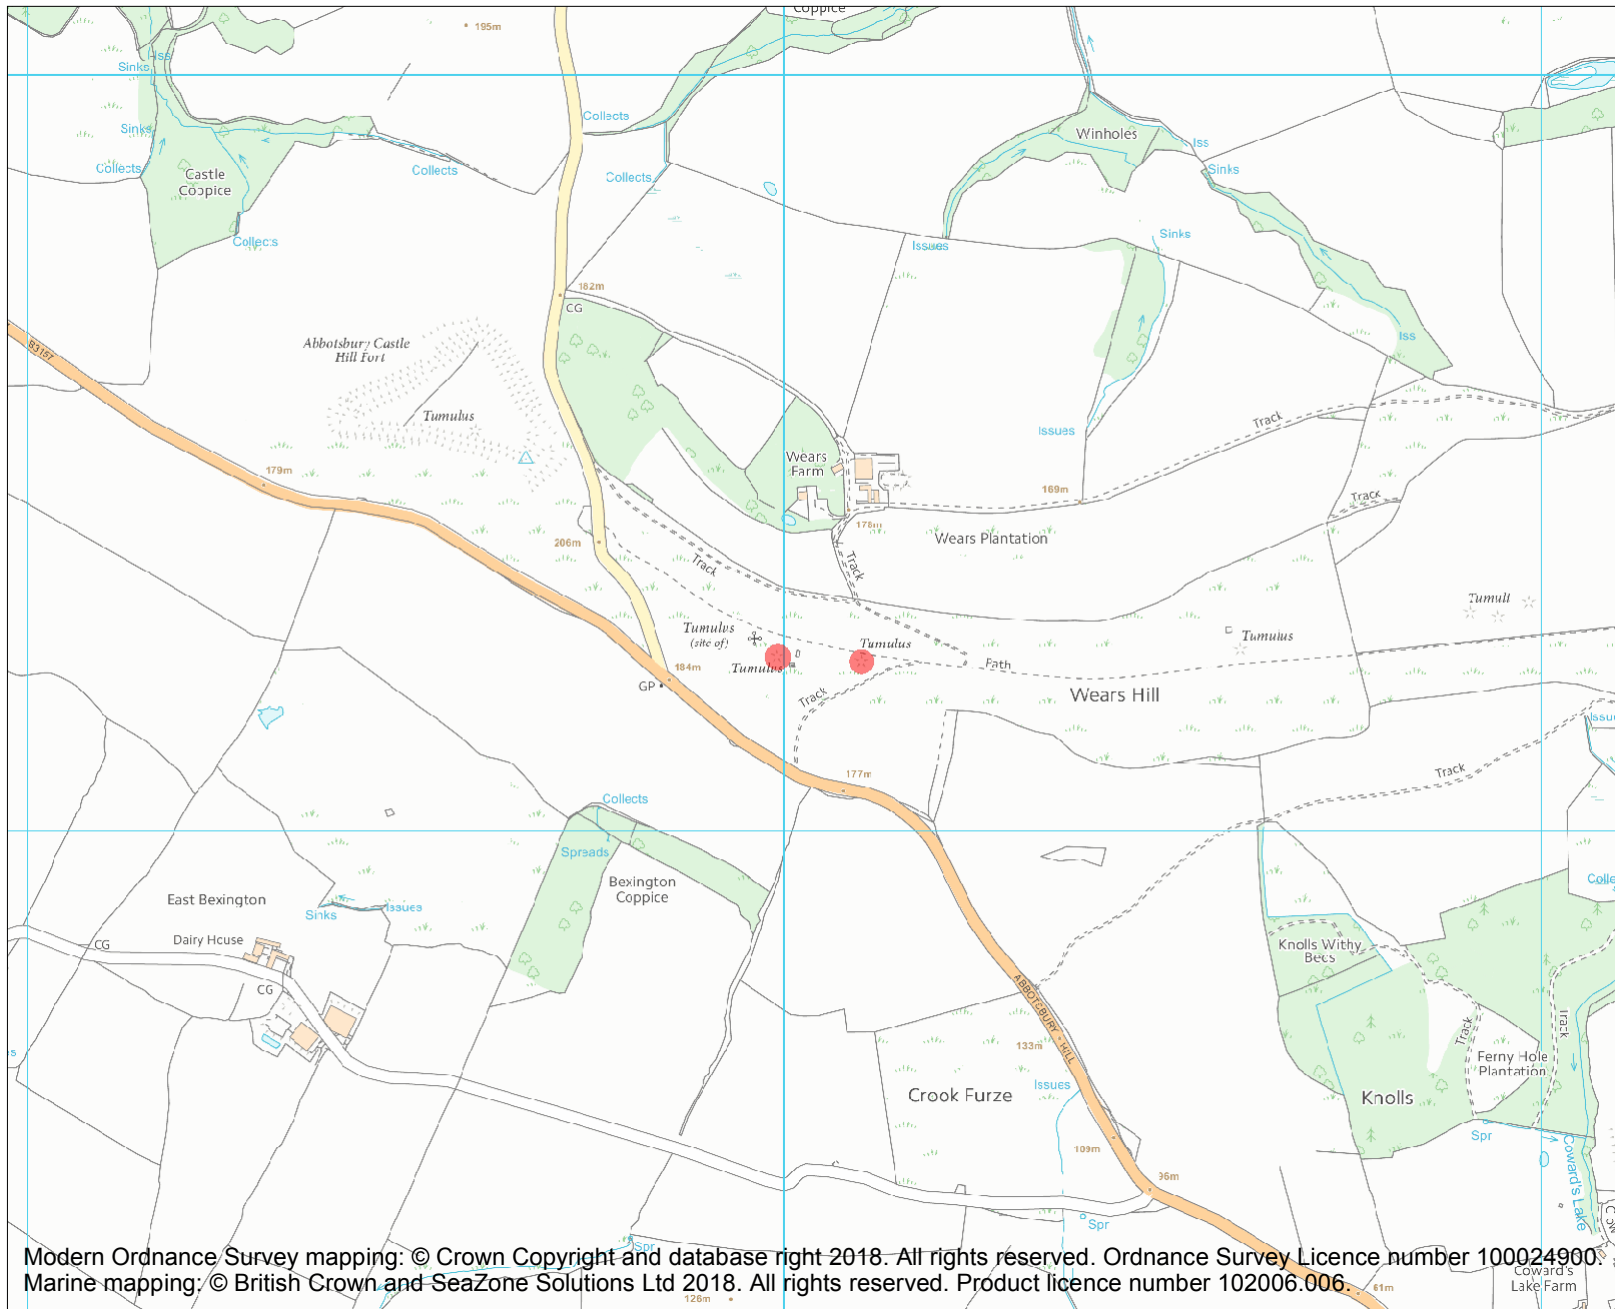 Coppice
195m
Iss
Sinks
Collects
Sinks
Winholes
Iss
Collects
Collects
Castle
Coppice
Collects
Sinks
Collects
Sinks
Issues
182m
CG
Abbotsbury Castle
Hill Fort
B3157
Iss
Tumulus
Track
Issues
Wears
Farm
179m
169m
Track
178m
206m
Wears Plantation
Track
Track
Tumuli
Tumulus
(site of)
Tumulus
Tumulus
Tumulus
184m
Path
GP
Track
Wears Hill
Track
177m
Collects
Spreads
Bexington
Coppice
East Bexington
Sinks
Issues
Dairy House
CG
CG
Knolls Withy
Beds
ABBOTSBURY HILL
133m
Track
Track
Ferny Hole
Plantation
Issues
Crook Furze
Knolls
Spr
109m
96m
Coward's Lake
Spr
Spr
Modern Ordnance Survey mapping: © Crown Copyright and database right 2018. All rights reserved. Ordnance Survey Licence number 100024900.
Marine mapping: © British Crown and SeaZone Solutions Ltd 2018. All rights reserved. Product licence number 102006.006.
Coward's
Lake Farm
126m
61m